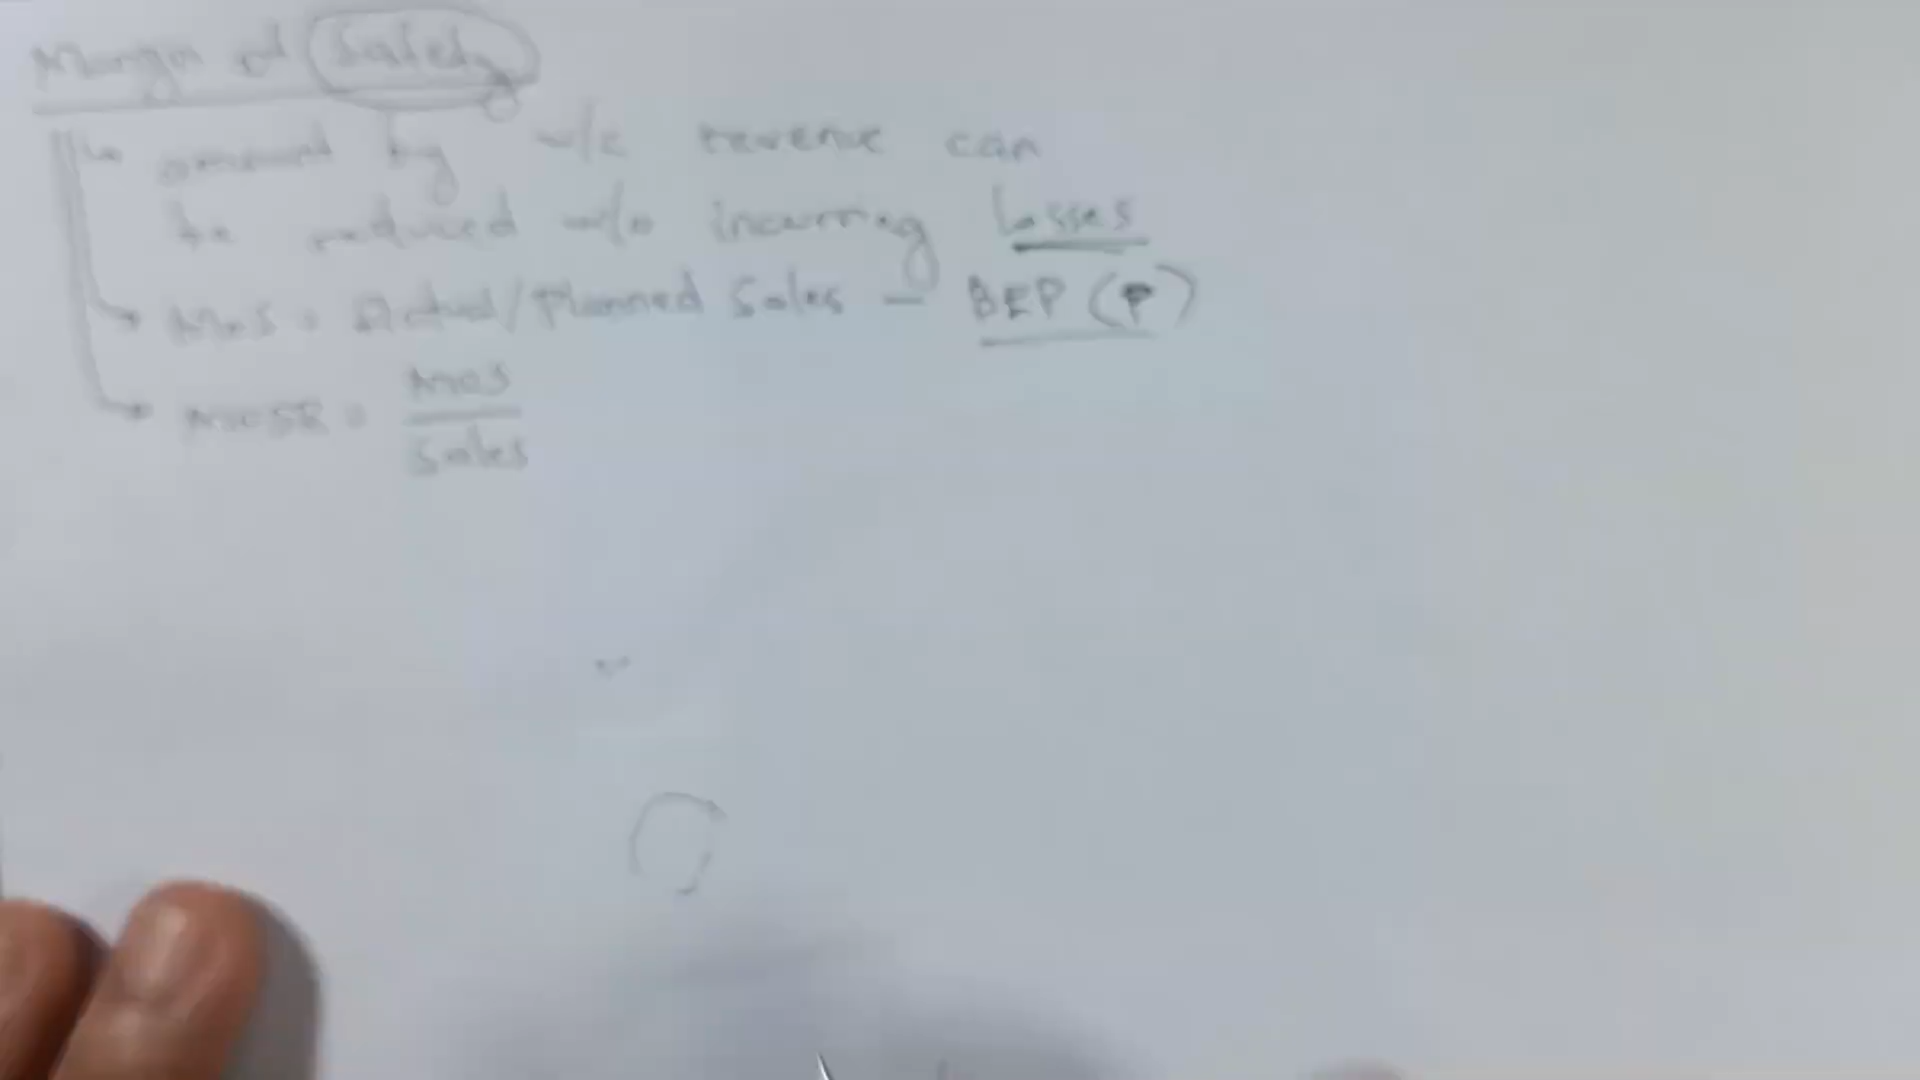 Margin of Safety
amount by w/c revenue can
be reduced w/o incurring losses
MoS = Actual/Planned Sales - BEP (P)
MoSR = MoS
Sales